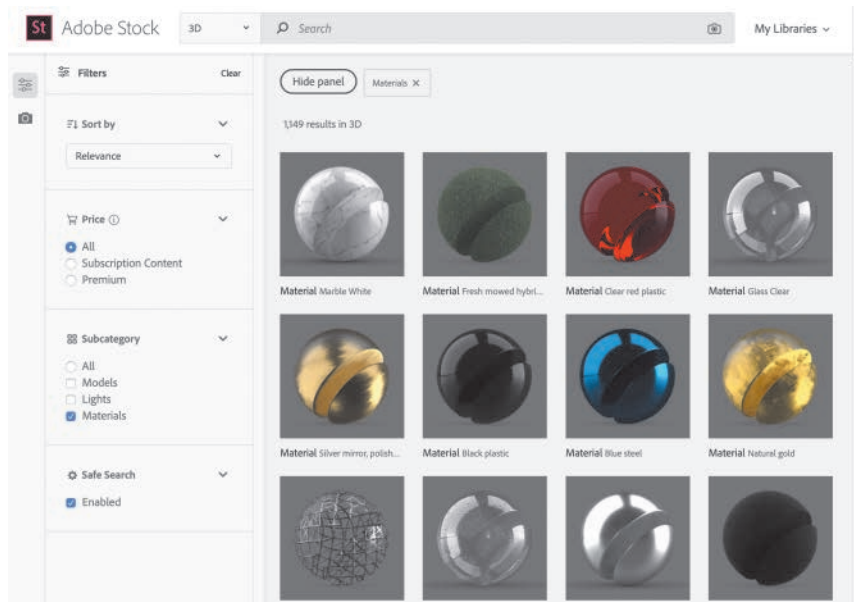 St Adobe Stock 3D Search My Libraries
Filters Clear
Sort by
Relevance
Price
All
Subscription Content
Premium
Subcategory
All
Models
Lights
Materials
Safe Search
Enabled
Hide panel Materials
1,149 results in 3D
Material Marble White
Material Fresh mowed hybri...
Material Clear red plastic
Material Glass Clear
Material Silver mirror, polish...
Material Black plastic
Material Blue steel
Material Natural gold